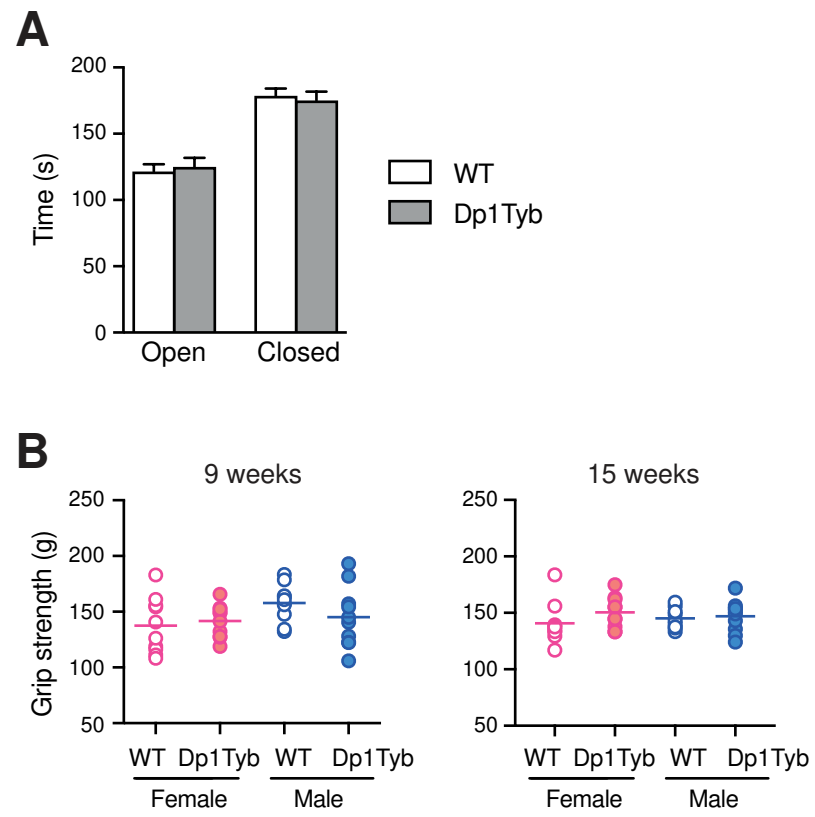 A
200
150
100
50
0
Time (s)
Open Closed
WT
Dp1Tyb
B
9 weeks
250
200
150
100
50
Grip strength (g)
WT Dp1Tyb WT Dp1Tyb
Female Male
15 weeks
250
200
150
100
50
WT Dp1Tyb WT Dp1Tyb
Female Male